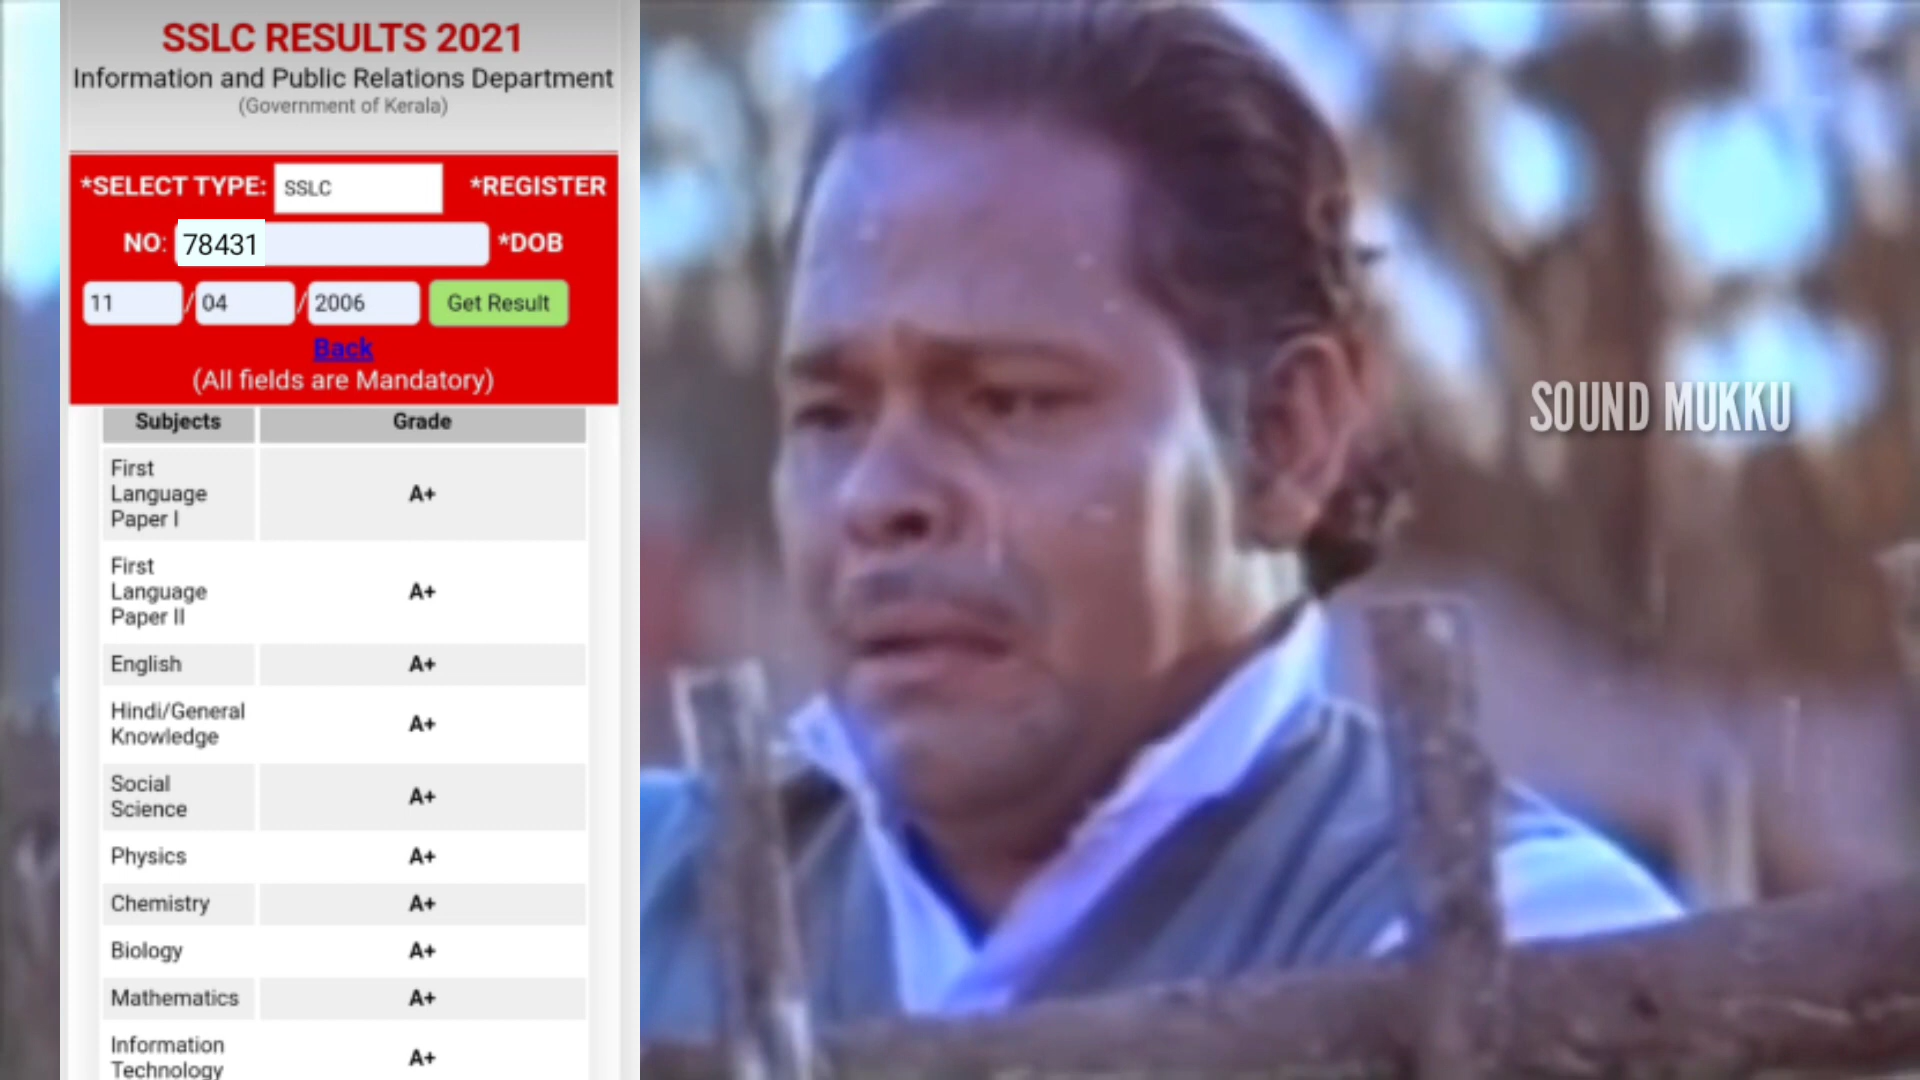 SSLC RESULTS 2021
Information and Public Relations Department
(Government of Kerala)
*SELECT TYPE: SSLC *REGISTER
NO: 78431 *DOB
11 / 04 / 2006 Get Result
Back
(All fields are Mandatory)
Subjects Grade
First
Language
Paper I
A+
First
Language
Paper II
A+
English A+
Hindi/General
Knowledge
A+
Social
Science
A+
Physics A+
Chemistry A+
Biology A+
Mathematics A+
Information
Technology
A+
SOUND MUKKU